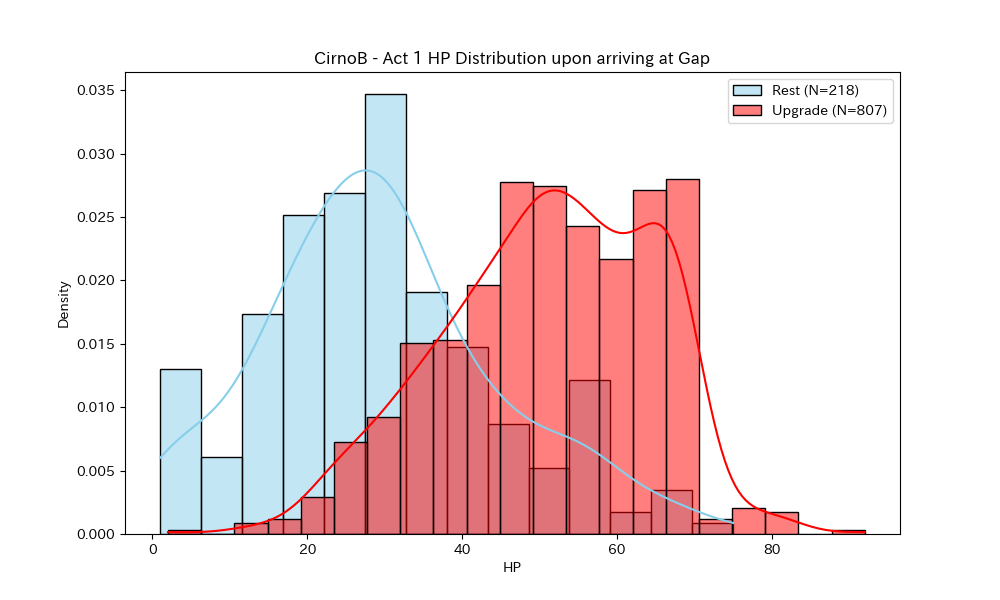 CirnoB - Act 1 HP Distribution upon arriving at Gap
Rest (N=218)
Upgrade (N=807)
Density
0.035
0.030
0.025
0.020
0.015
0.010
0.005
0.000
0 20 40 60 80
HP